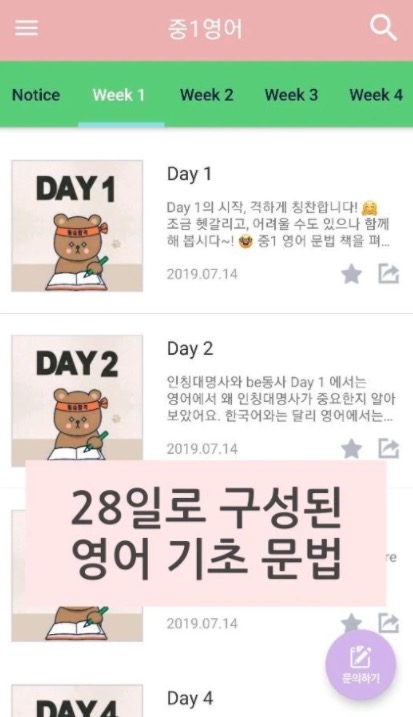 중1영어
Notice Week 1 Week 2 Week 3 Week 4
DAY 1
Day 1
Day 1의 시작, 격하게 칭찬합니다! 🤗
조금 헷갈리고, 어려울 수도 있으나 함께
해 봅시다~! 🤓 중1 영어 문법 책을 펴...
2019.07.14
DAY 2
Day 2
인칭대명사와 be동사 Day 1 에서는
영어에서 왜 인칭대명사가 중요한지 알아
보았어요. 한국어와는 달리 영어에서는...
2019.07.14
28일로 구성된
영어 기초 문법
re
2019.07.14
문의하기
DAY 4
Day 4